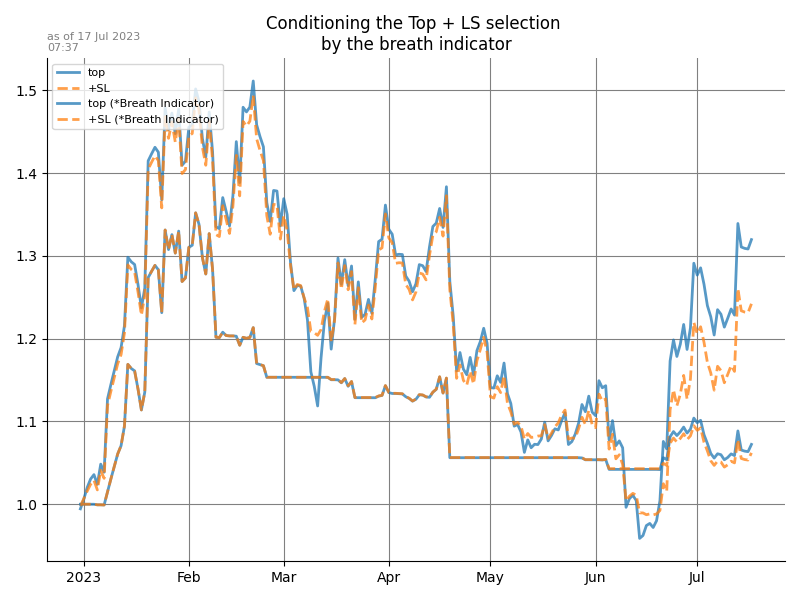 Conditioning the Top + LS selection
by the breath indicator
as of 17 Jul 2023
07:37
top
+SL
top (*Breath Indicator)
+SL (*Breath Indicator)
1.5
1.4
1.3
1.2
1.1
1.0
2023 Feb Mar Apr May Jun Jul